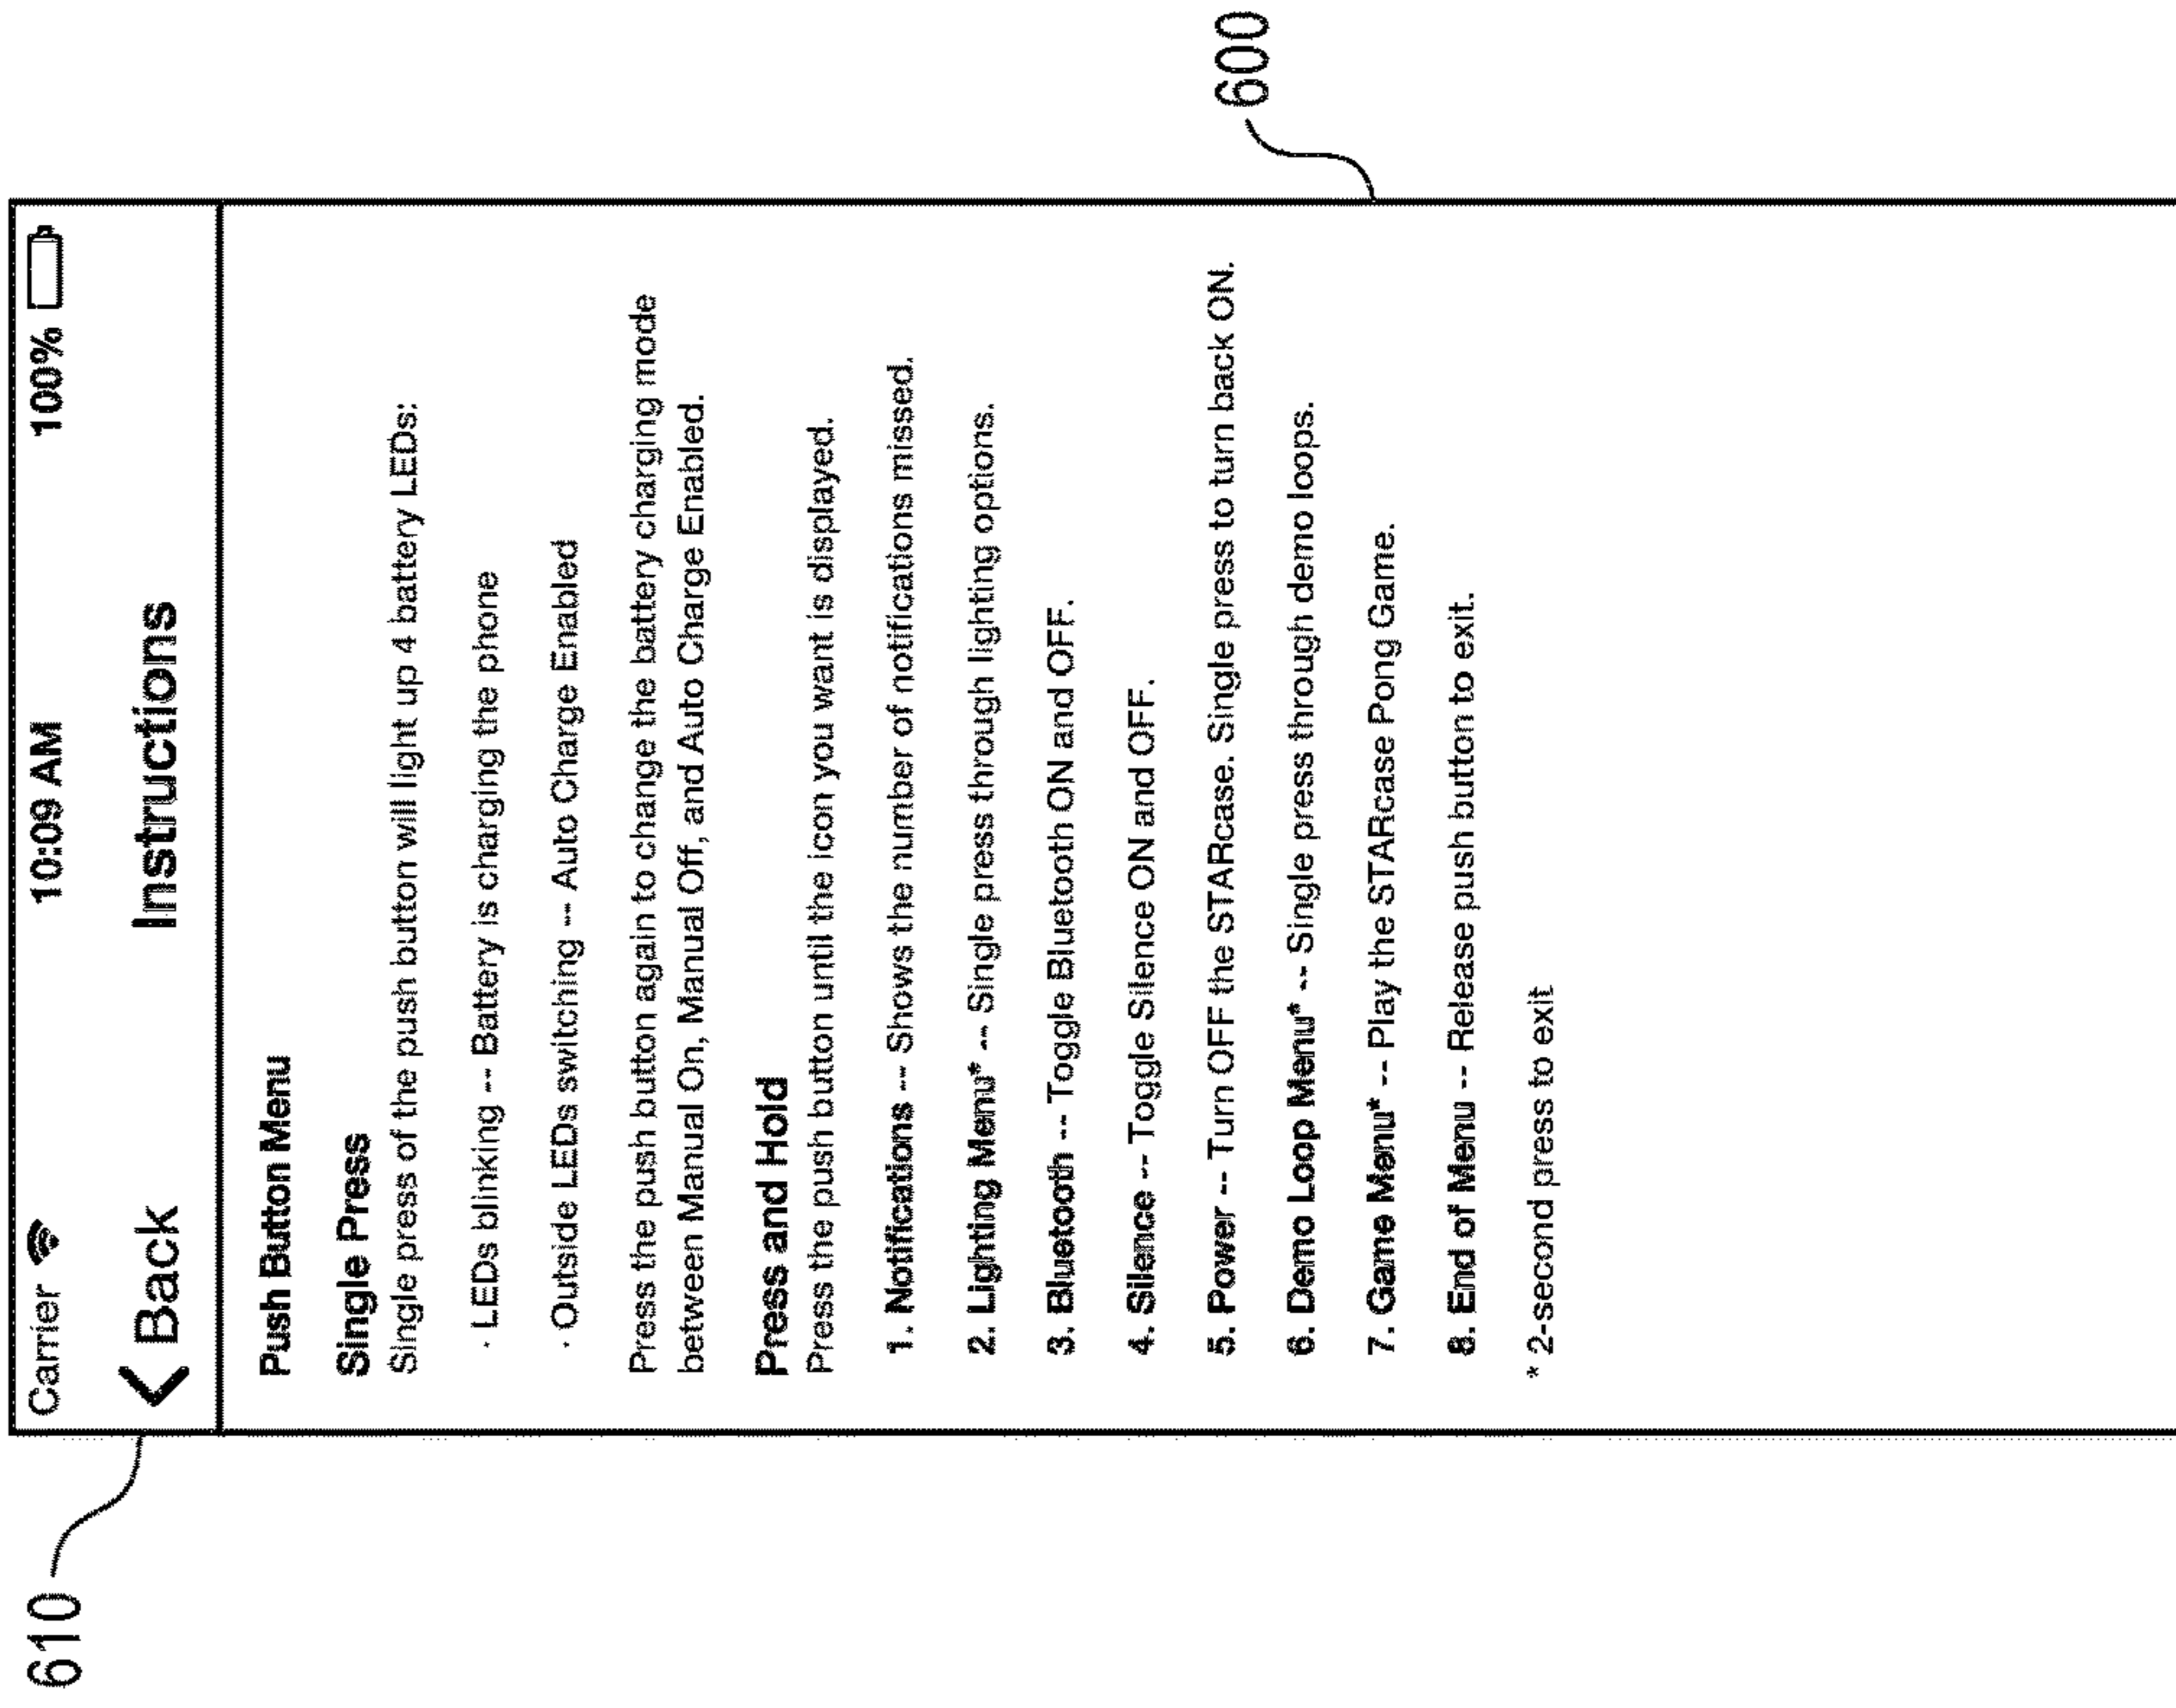 Carrier 10:09 AM 100%
Back Instructions
Push Button Menu
Single Press
Single press of the push button will light up 4 battery LEDs:
· LEDs blinking -- Battery is charging the phone
· Outside LEDs switching -- Auto Charge Enabled
Press the push button again to change the battery charging mode
between Manual On, Manual Off, and Auto Charge Enabled.
Press and Hold
Press the push button until the icon you want is displayed.
1. Notifications -- Shows the number of notifications missed.
2. Lighting Menu* -- Single press through lighting options.
3. Bluetooth -- Toggle Bluetooth ON and OFF.
4. Silence -- Toggle Silence ON and OFF.
5. Power -- Turn OFF the STARcase. Single press to turn back ON.
6. Demo Loop Menu* -- Single press through demo loops.
7. Game Menu* -- Play the STARcase Pong Game.
8. End of Menu -- Release push button to exit.
* 2-second press to exit
610
600